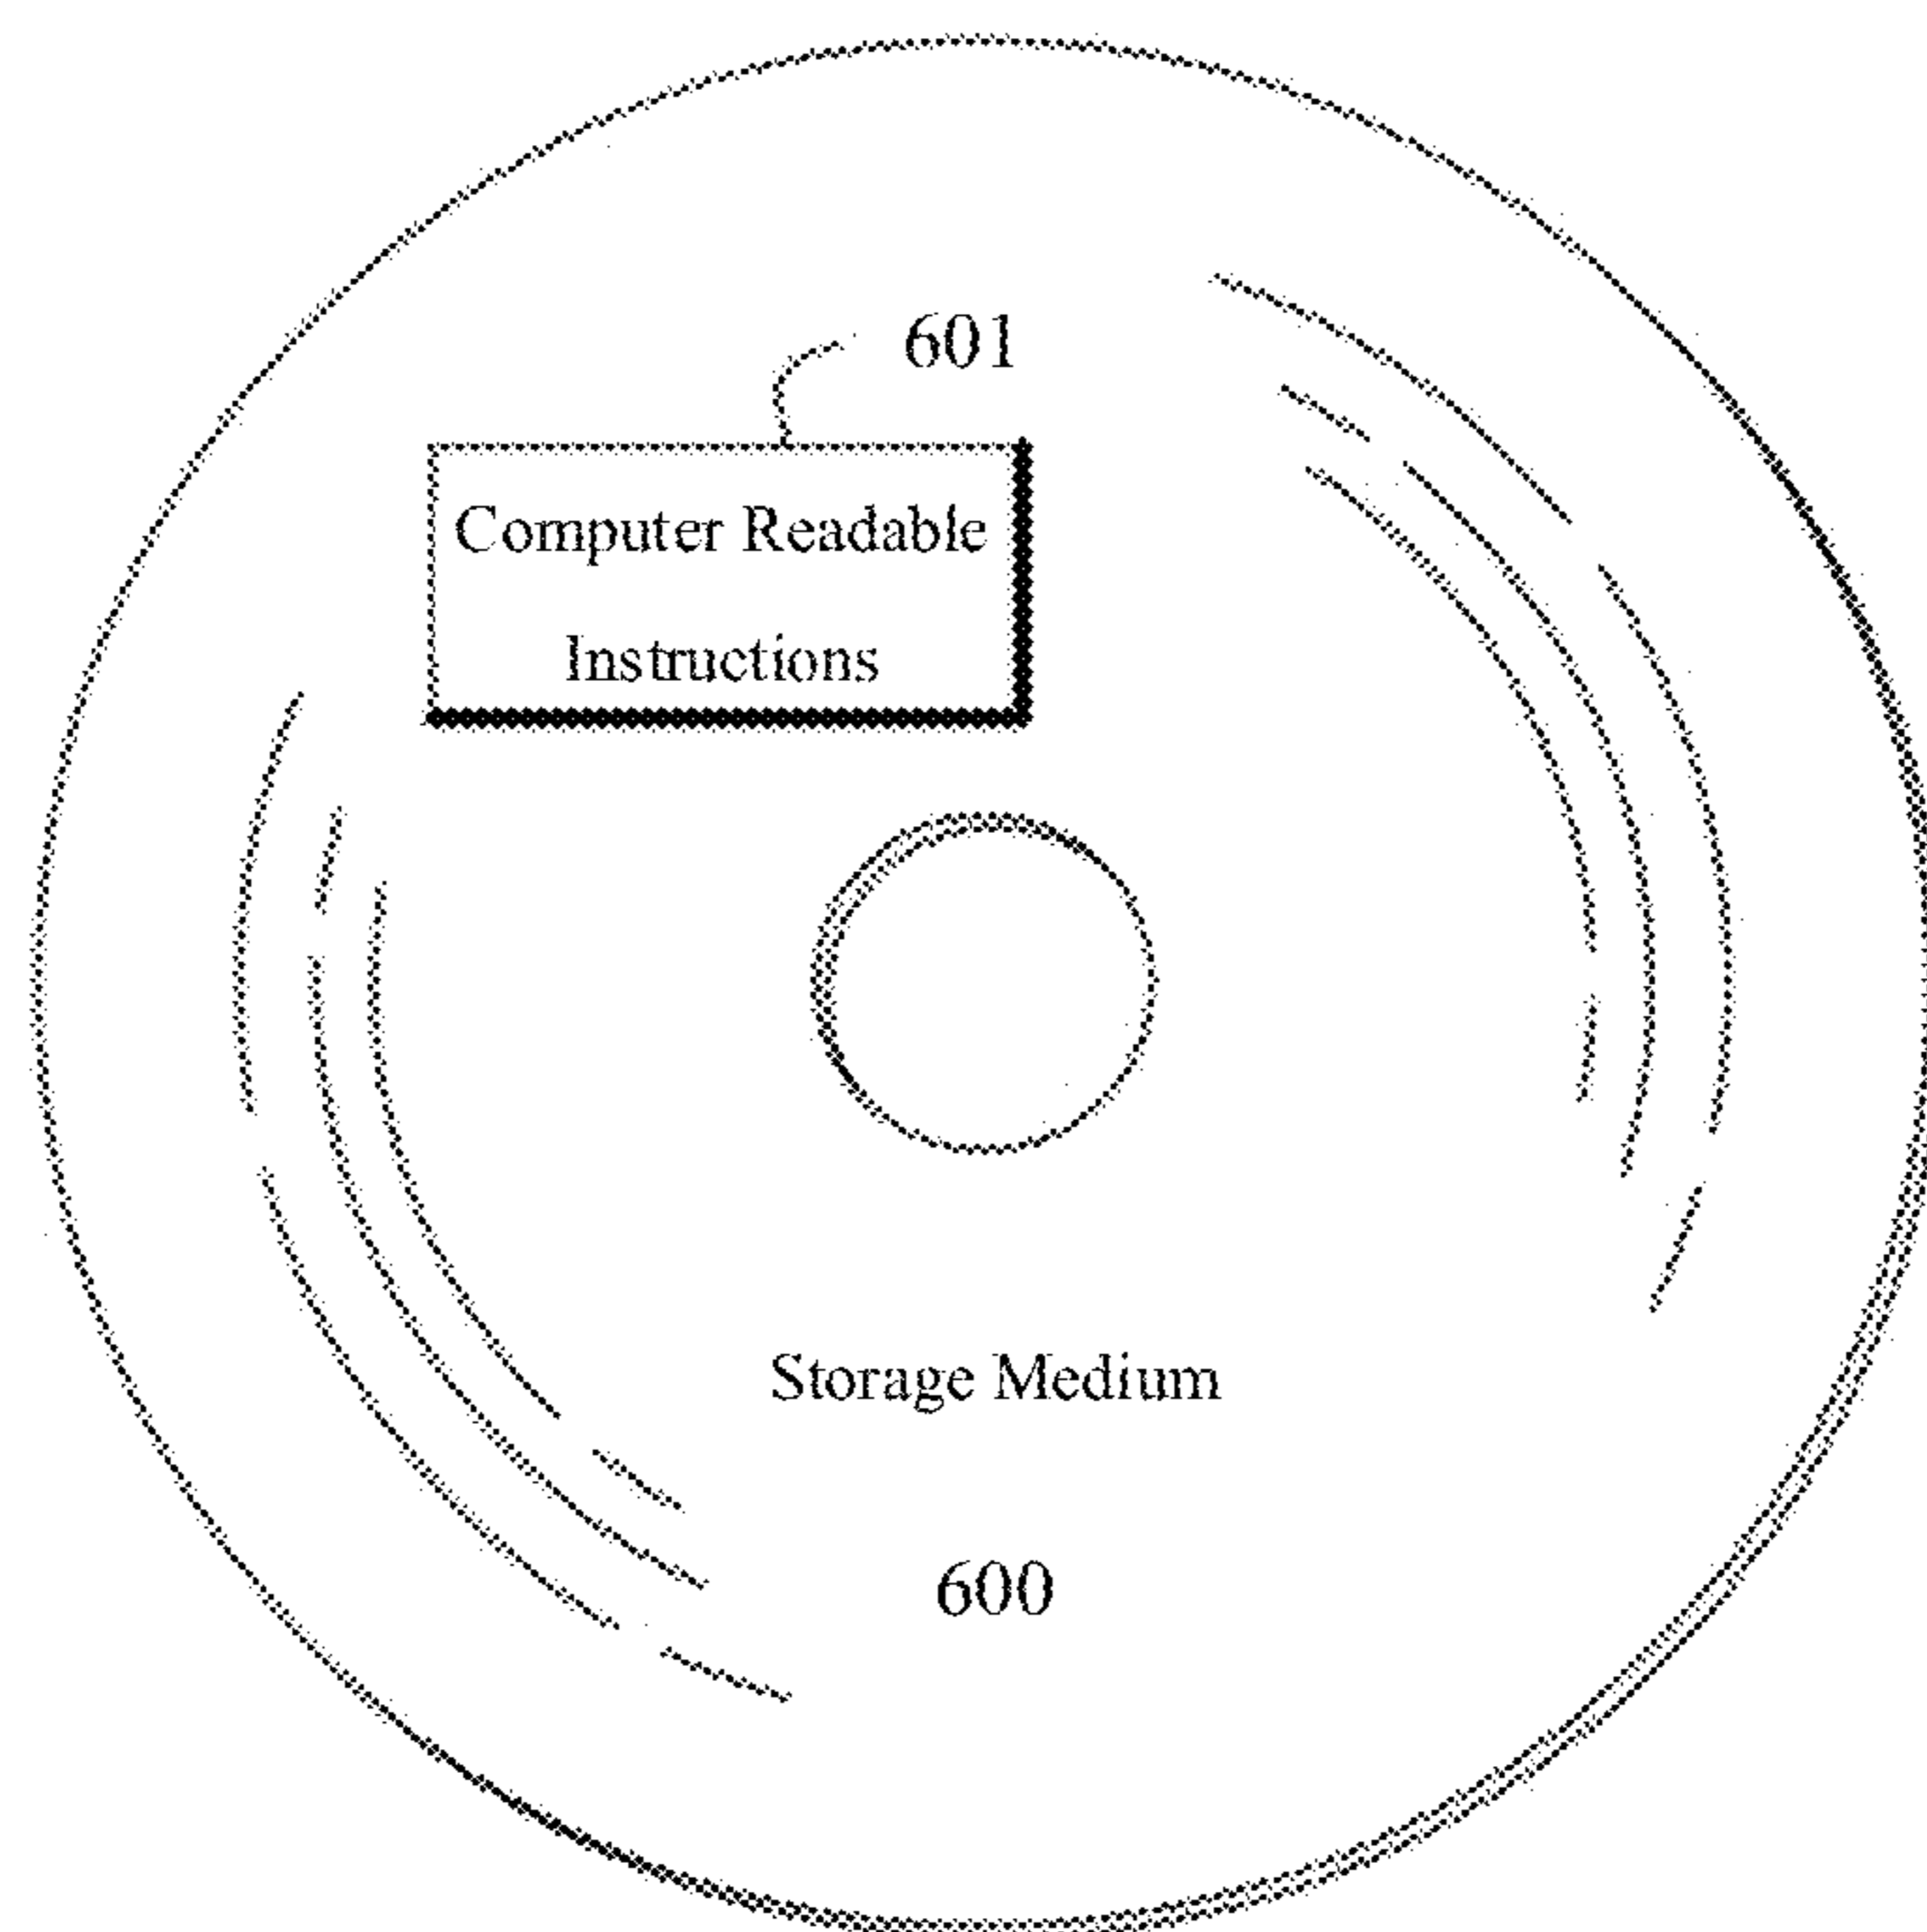 601
Computer Readable
Instructions
Storage Medium
600